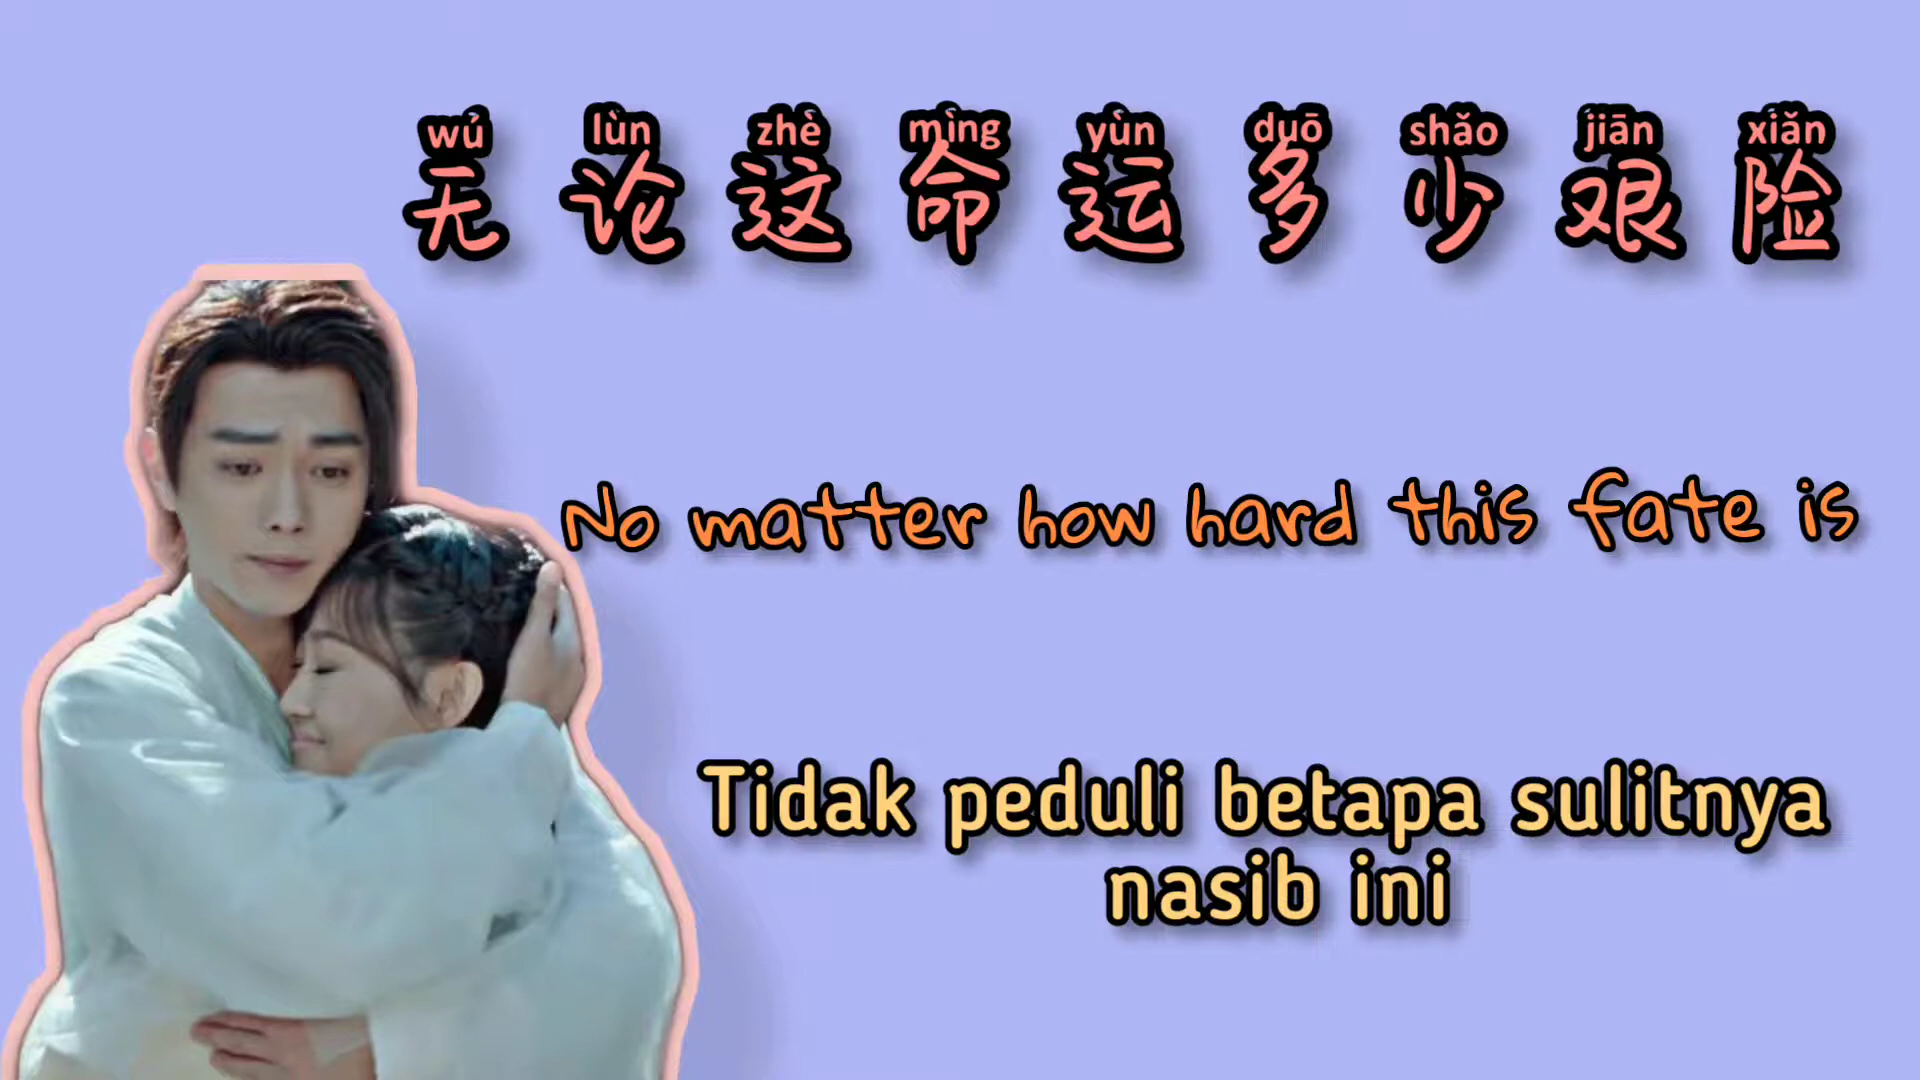 wú lùn zhè mìng yùn duō shǎo jiān xiǎn
无论这命运多少艰险
No matter how hard this fate is
Tidak peduli betapa sulitnya
nasib ini